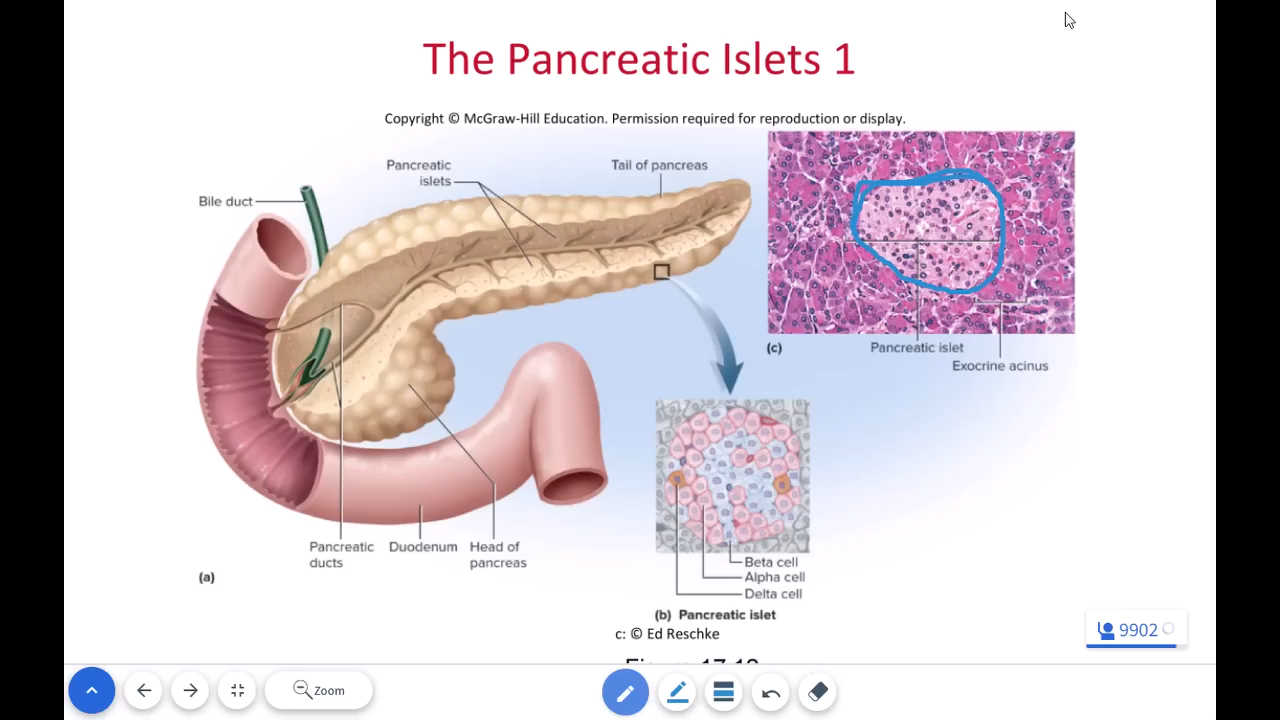 The Pancreatic Islets 1
Copyright © McGraw-Hill Education. Permission required for reproduction or display.
Pancreatic
islets
Tail of pancreas
Bile duct
(c)
Pancreatic islet
Exocrine acinus
Pancreatic
ducts
Duodenum
Head of
pancreas
(a)
Beta cell
Alpha cell
Delta cell
(b) Pancreatic islet
c: © Ed Reschke
9902
Zoom